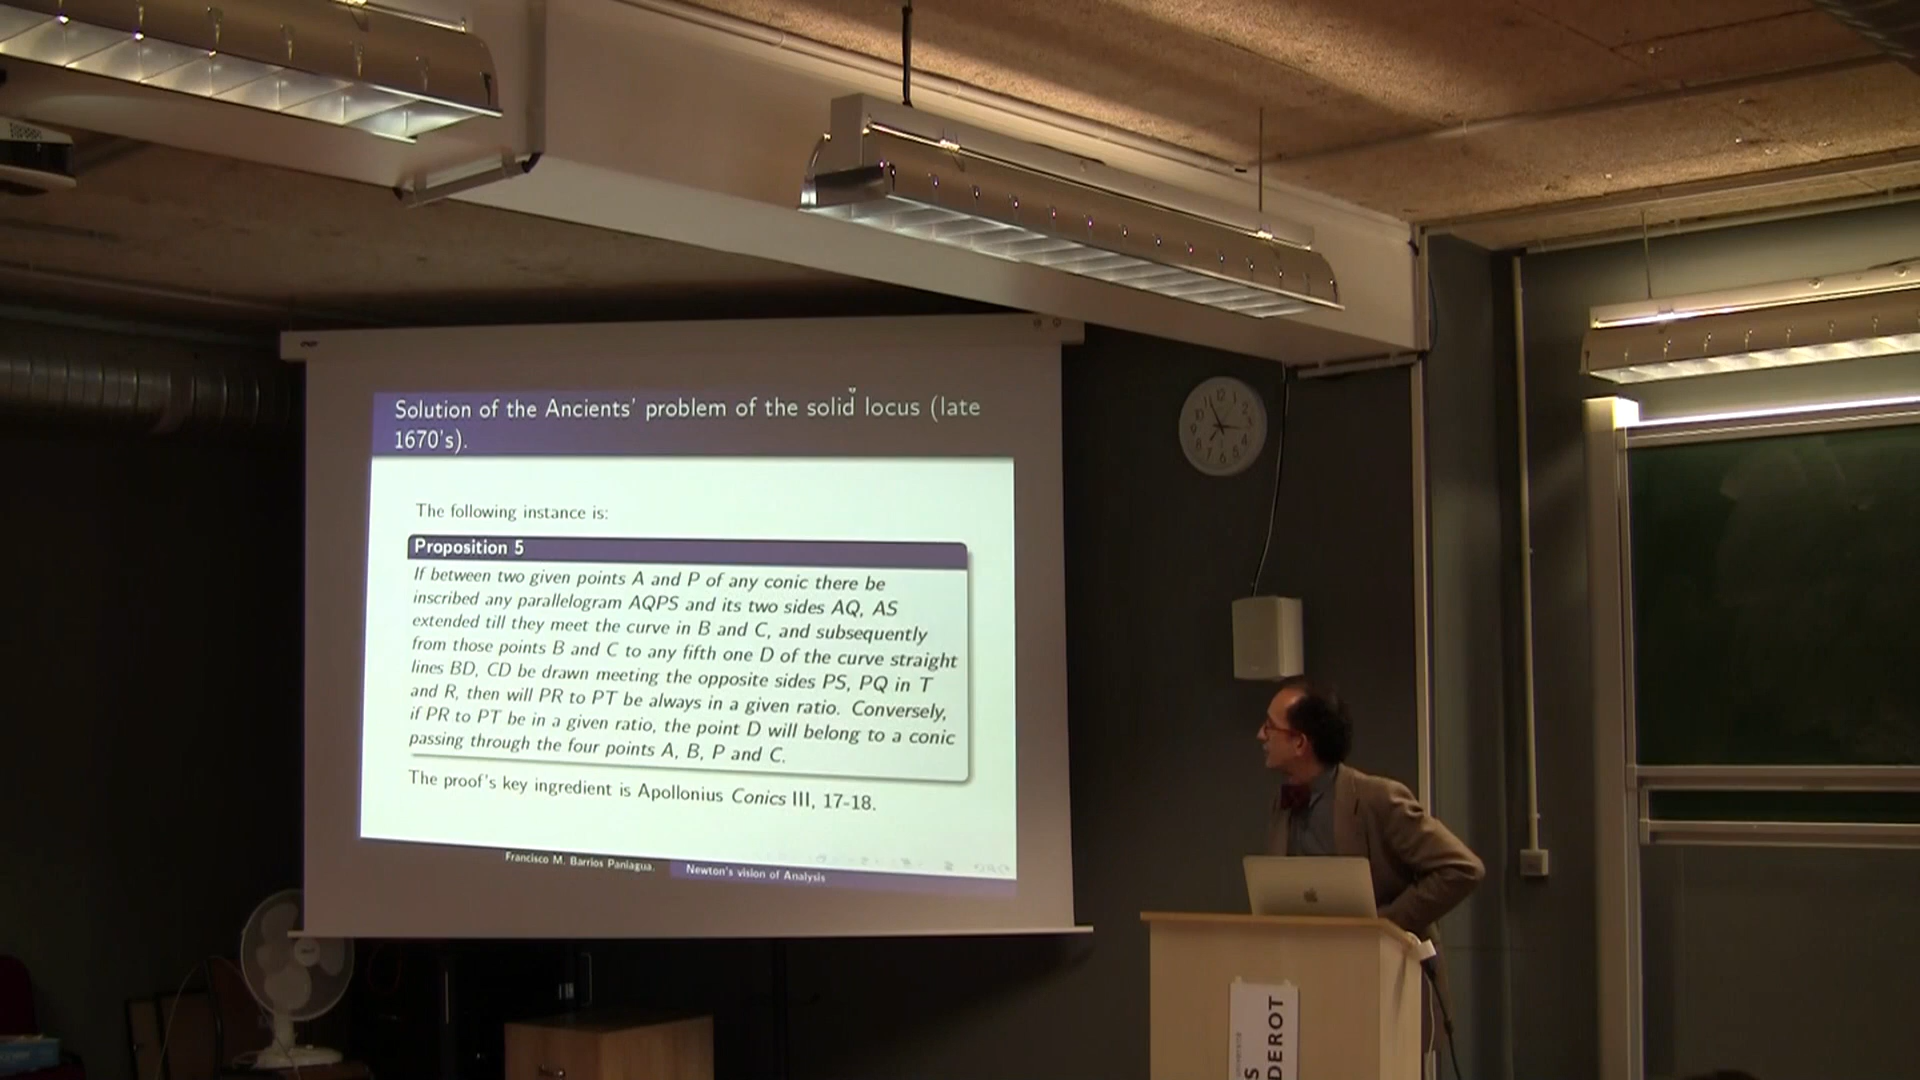 Solution of the Ancients' problem of the solid locus (late
1670's).
The following instance is:
Proposition 5
If between two given points A and P of any conic there be
inscribed any parallelogram AQPS and its two sides AQ, AS
extended till they meet the curve in B and C, and subsequently
from those points B and C to any fifth one D of the curve straight
lines BD, CD be drawn meeting the opposite sides PS, PQ in T
and R, then will PR to PT be always in a given ratio. Conversely,
if PR to PT be in a given ratio, the point D will belong to a conic
passing through the four points A, B, P and C.
The proof's key ingredient is Apollonius Conics III, 17-18.
Francisco M. Barrios Paniagua.
Newton's vision of Analysis
S
DEROT